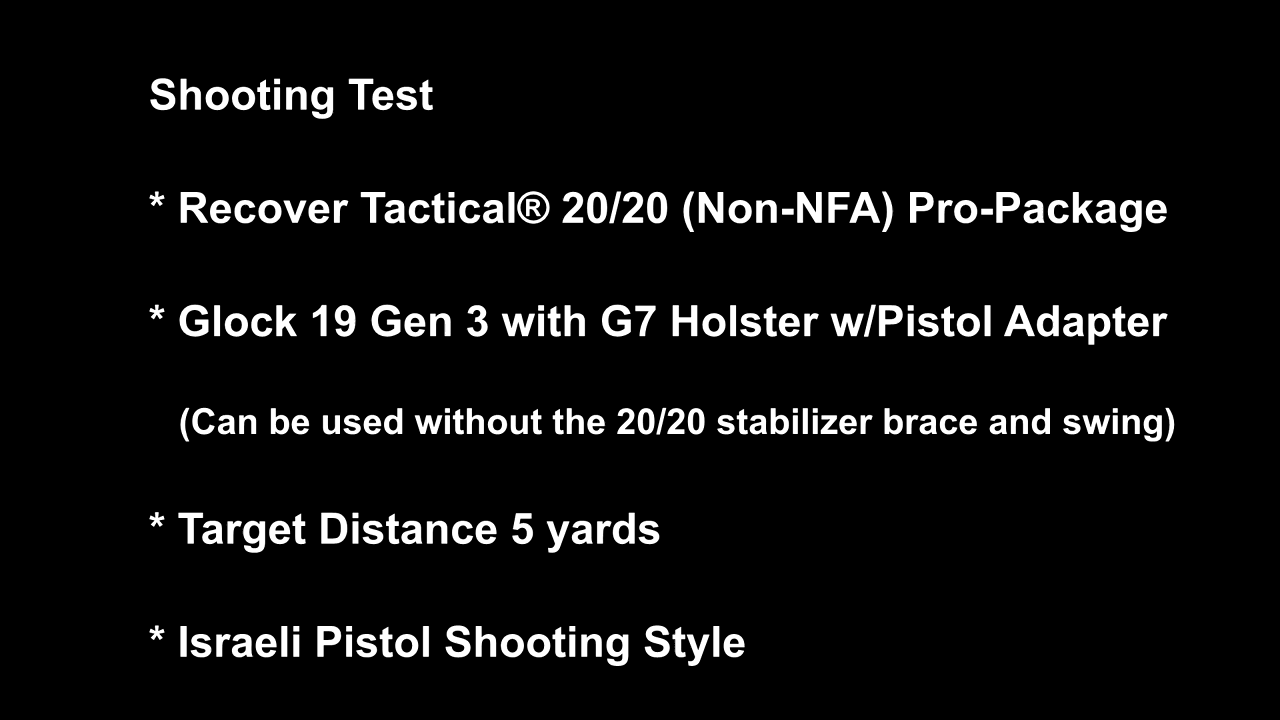 Shooting Test
* Recover Tactical® 20/20 (Non-NFA) Pro-Package
* Glock 19 Gen 3 with G7 Holster w/Pistol Adapter
(Can be used without the 20/20 stabilizer brace and swing)
* Target Distance 5 yards
* Israeli Pistol Shooting Style